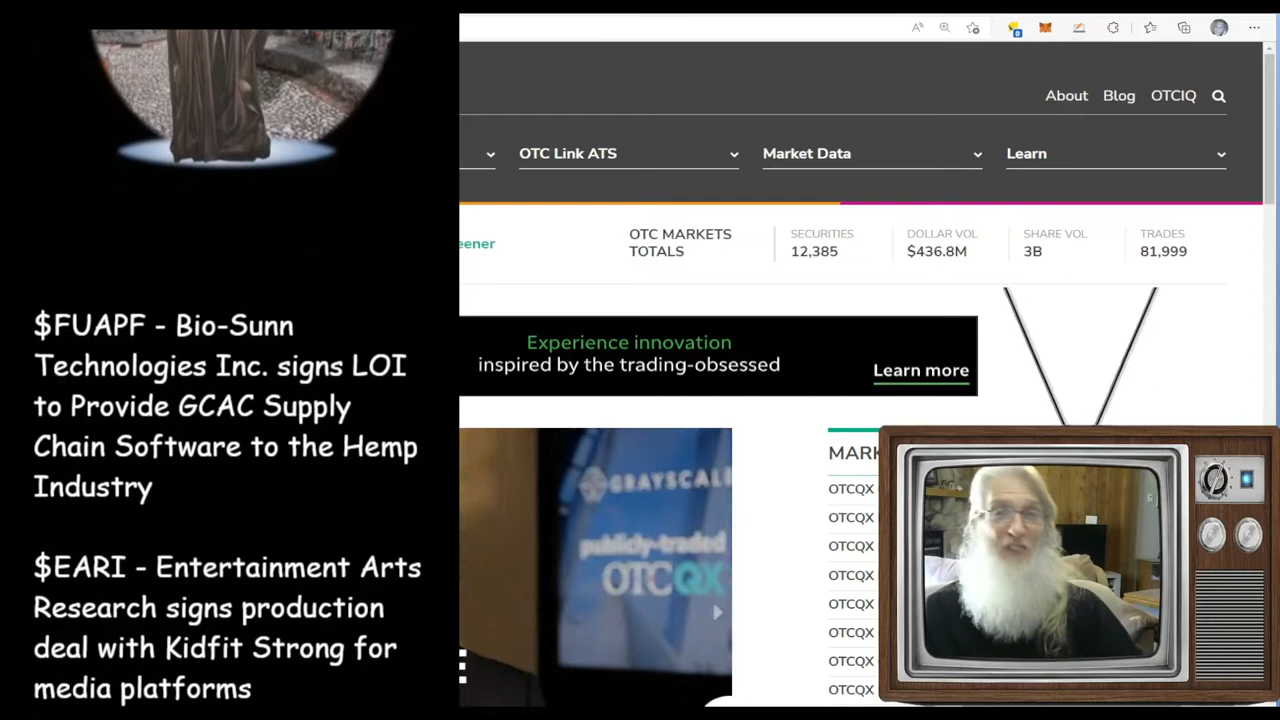 $FUAPF - Bio-Sunn
Technologies Inc. signs LOI
to Provide GCAC Supply
Chain Software to the Hemp
Industry
$EARI - Entertainment Arts
Research signs production
deal with Kidfit Strong for
media platforms
0
About Blog OTCIQ
OTC Link ATS Market Data Learn
eener
OTC MARKETS
TOTALS
SECURITIES
12,385
DOLLAR VOL
$436.8M
SHARE VOL
3B
TRADES
81,999
Experience innovation
inspired by the trading-obsessed
Learn more
GRAYSCAL
publicly-traded
OTCQX
E
MARK
OTCQX
OTCQX
OTCQX
OTCQX
OTCQX
OTCQX
OTCQX
OTCQX